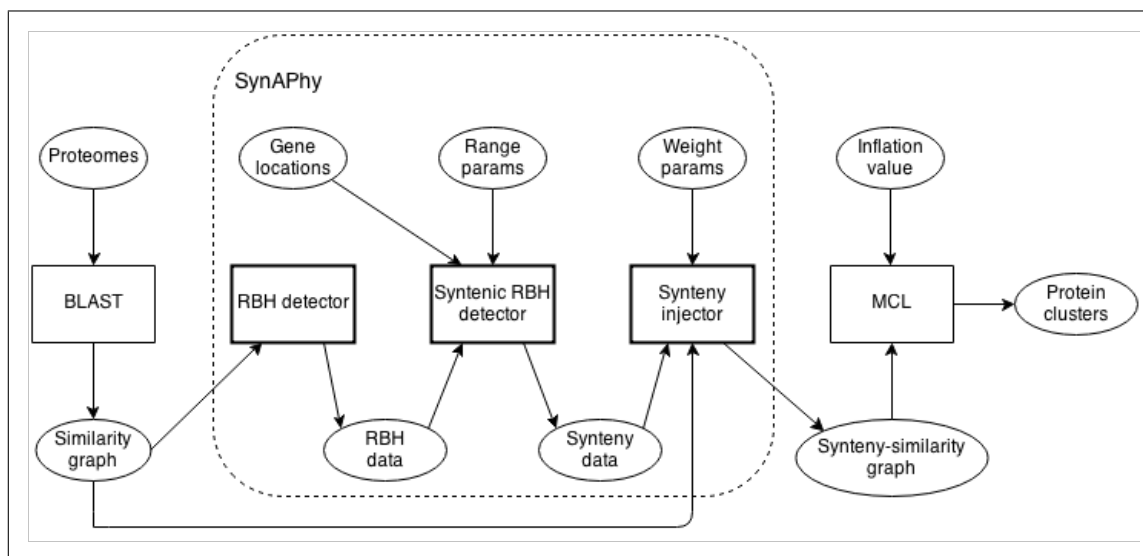 SynAPhy
Proteomes
Gene
locations
Range
params
Weight
params
Inflation
value
BLAST
RBH detector
Syntenic RBH
detector
Synteny
injector
MCL
Protein
clusters
Similarity
graph
RBH
data
Synteny
data
Synteny-similarity
graph